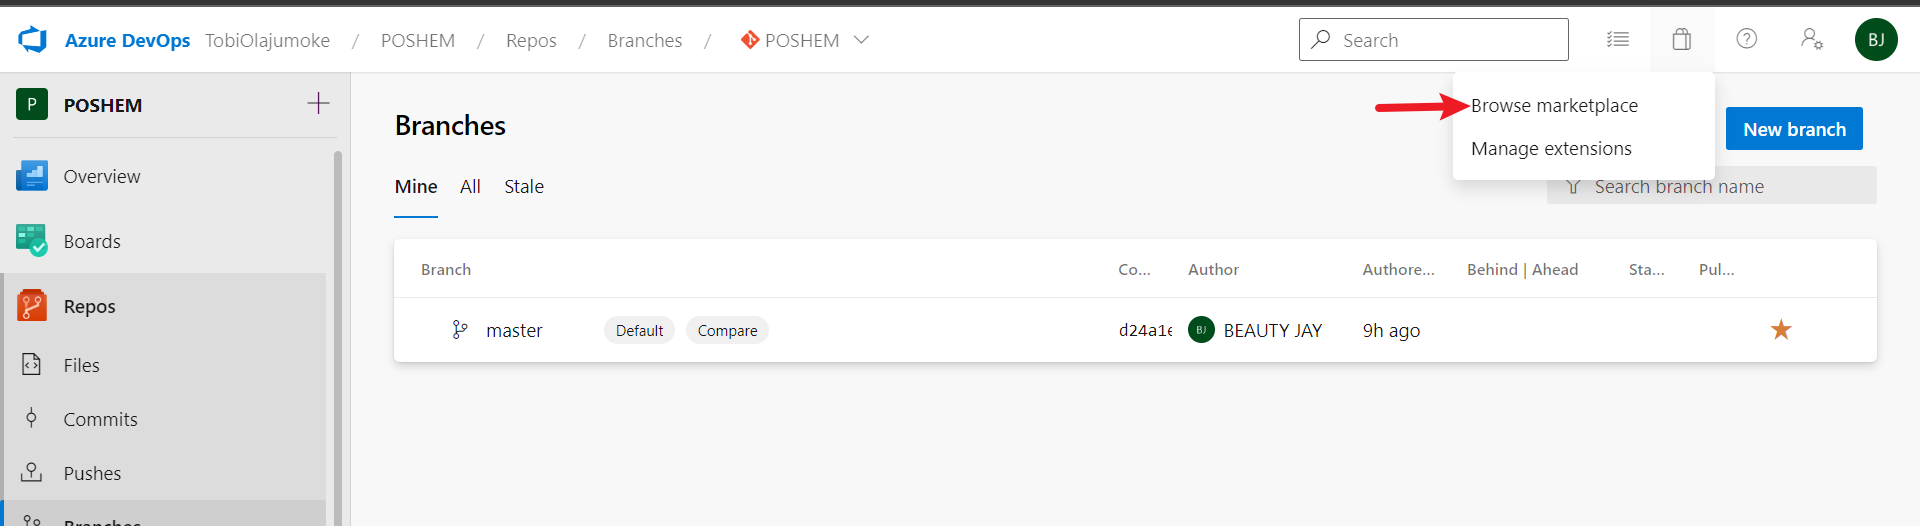 Azure DevOps TobiOlajumoke / POSHEM / Repos / Branches / POSHEM Search BJ
P POSHEM
Browse marketplace
Manage extensions
Branches
New branch
Mine All Stale
Search branch name
Overview
Boards
Repos
Files
Commits
Pushes
Branches
Branch Co... Author Authore... Behind | Ahead Sta... Pul...
master Default Compare d24a1e BJ BEAUTY JAY 9h ago